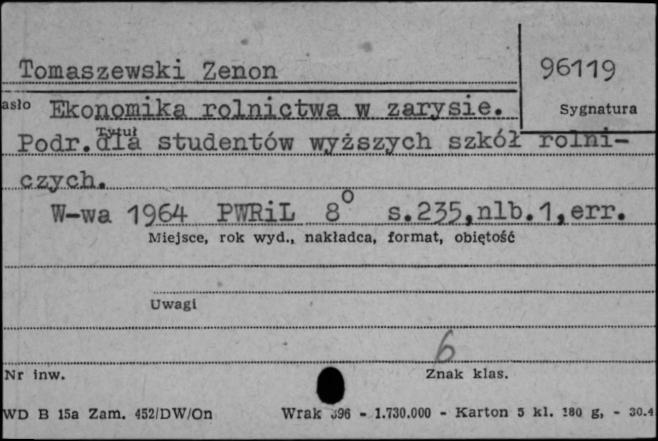 Tomaszewski Zenon
96119
asło Ekonomika rolnictwa w zarysie.
Sygnatura
Tytuł
Podr. dla studentów wyższych szkół rolni-
czych.
W-wa 1964 PWRiL 8° s.235,nlb.1,err.
Miejsce, rok wyd., nakładca, format, objętość
Uwagi
6
Nr inw.
Znak klas.
WD B 15a Zam. 452/DW/On Wrak 396 - 1.730.000 - Karton 5 kl. 180 g, - 30.4